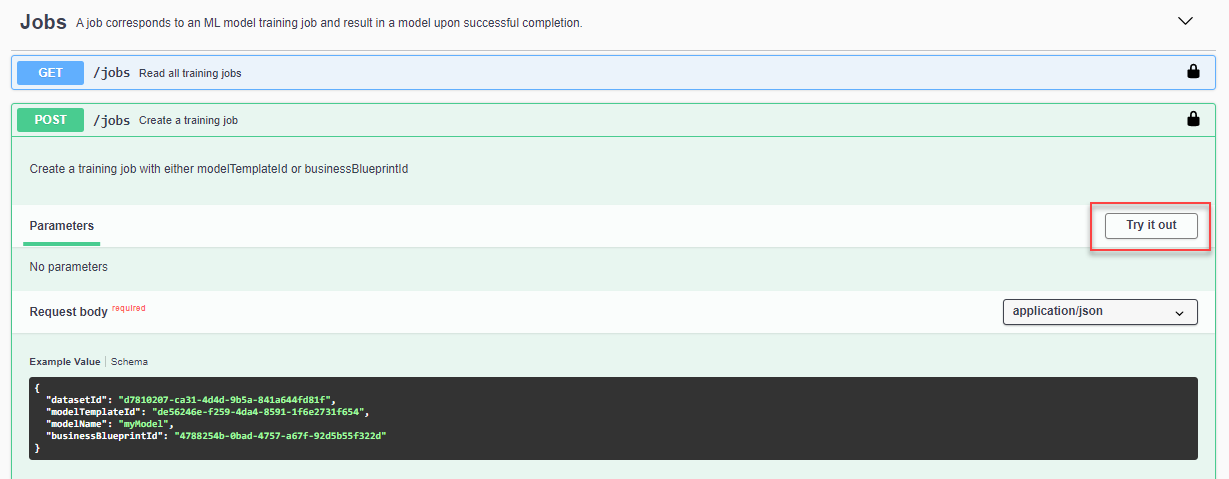 Jobs A job corresponds to an ML model training job and result in a model upon successful completion.
GET /jobs Read all training jobs
POST /jobs Create a training job
Create a training job with either modelTemplateId or businessBlueprintId
Parameters Try it out
No parameters
Request body required application/json
Example Value Schema
{
"datasetId": "d7810207-ca31-4d4d-9b5a-841a644fd81f",
"modelTemplateId": "de56246e-f259-4da4-8591-1f6e2731f654",
"modelName": "myModel",
"businessBlueprintId": "4788254b-0bad-4757-a67f-92d5b55f322d"
}